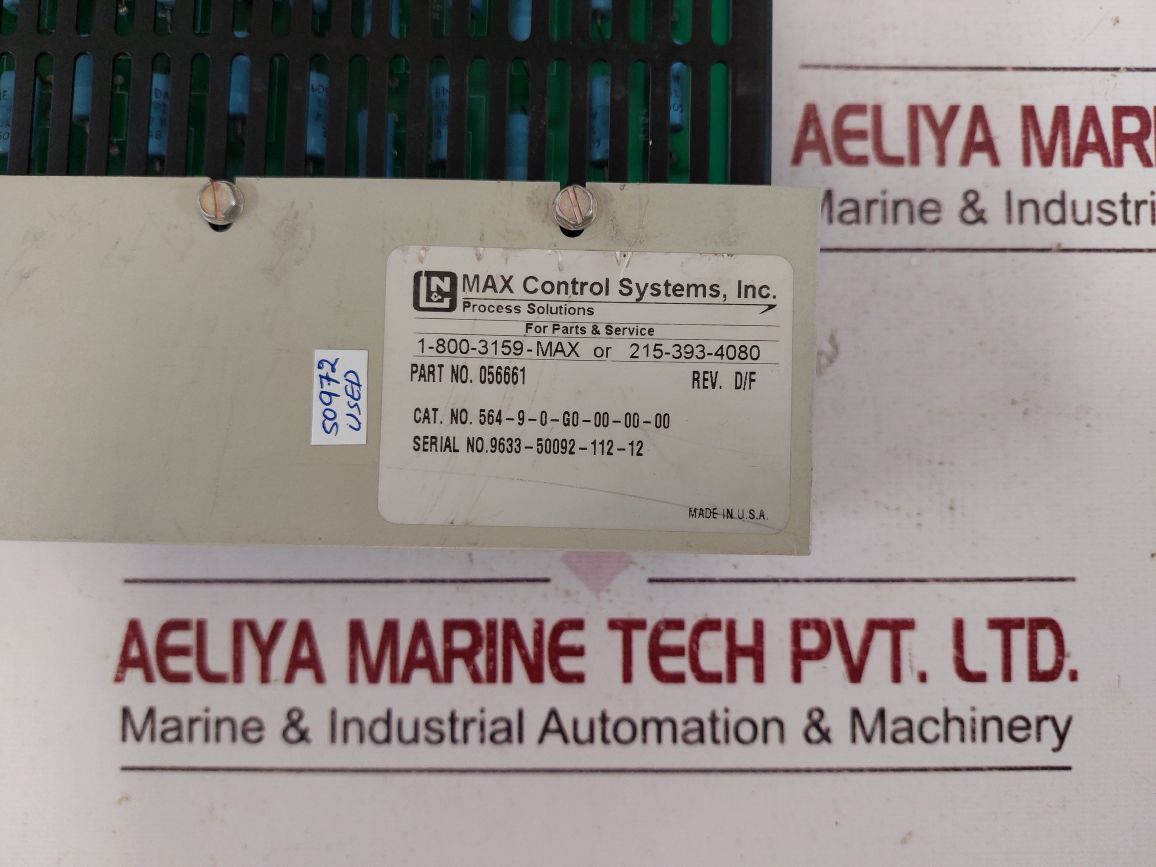 AELIYA MARI
Marine & Industri
L&N MAX Control Systems, Inc.
Process Solutions
For Parts & Service
1-800-3159-MAX or 215-393-4080
PART NO. 056661 REV. D/F
CAT. NO. 564-9-0-G0-00-00-00
SERIAL NO.9633-50092-112-12
MADE IN U.S.A.
50972
USED
AELIYA MARINE TECH PVT. LTD.
Marine & Industrial Automation & Machinery